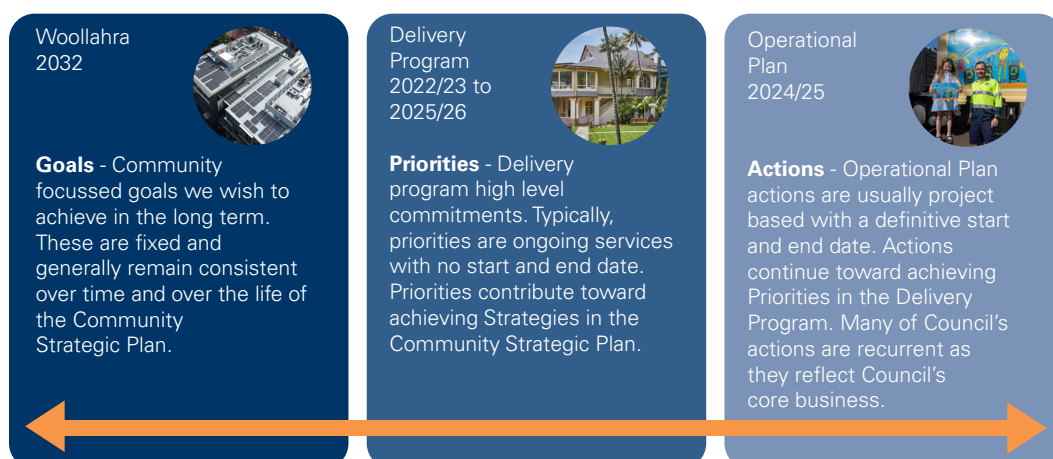 Woollahra
2032
Goals - Community
focussed goals we wish to
achieve in the long term.
These are fixed and
generally remain consistent
over time and over the life of
the Community
Strategic Plan.
Delivery
Program
2022/23 to
2025/26
Priorities - Delivery
program high level
commitments. Typically,
priorities are ongoing services
with no start and end date.
Priorities contribute toward
achieving Strategies in the
Community Strategic Plan.
Operational
Plan
2024/25
Actions - Operational Plan
actions are usually project
based with a definitive start
and end date. Actions
continue toward achieving
Priorities in the Delivery
Program. Many of Council’s
actions are recurrent as
they reflect Council’s
core business.